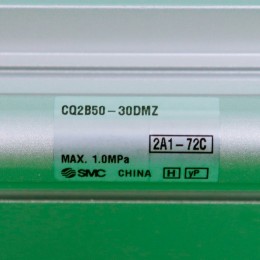 CQ2B50-30DMZ
2A1-72C
MAX. 1.0MPa
SMC CHINA H yP